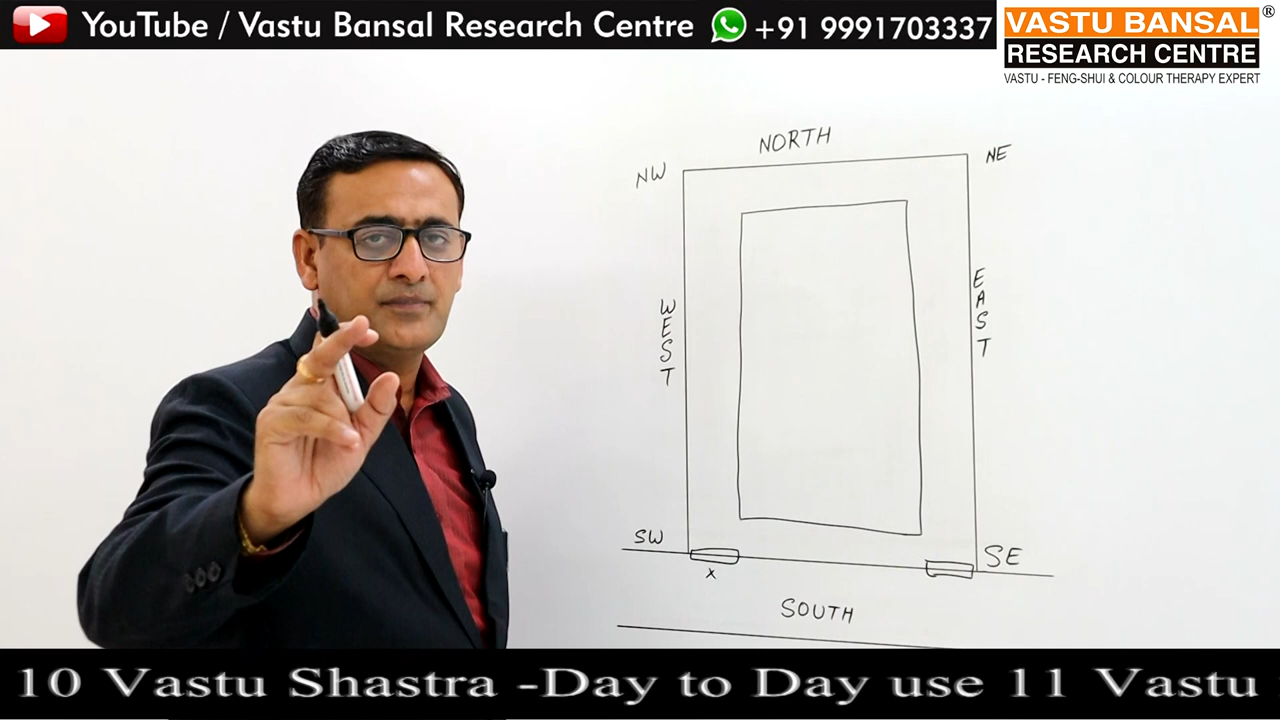 YouTube / Vastu Bansal Research Centre +91 9991703337
VASTU BANSAL®
RESEARCH CENTRE
VASTU - FENG-SHUI & COLOUR THERAPY EXPERT
NORTH
NW
NE
WEST
EAST
SW
SE
x
SOUTH
10 Vastu Shastra -Day to Day use 11 Vastu